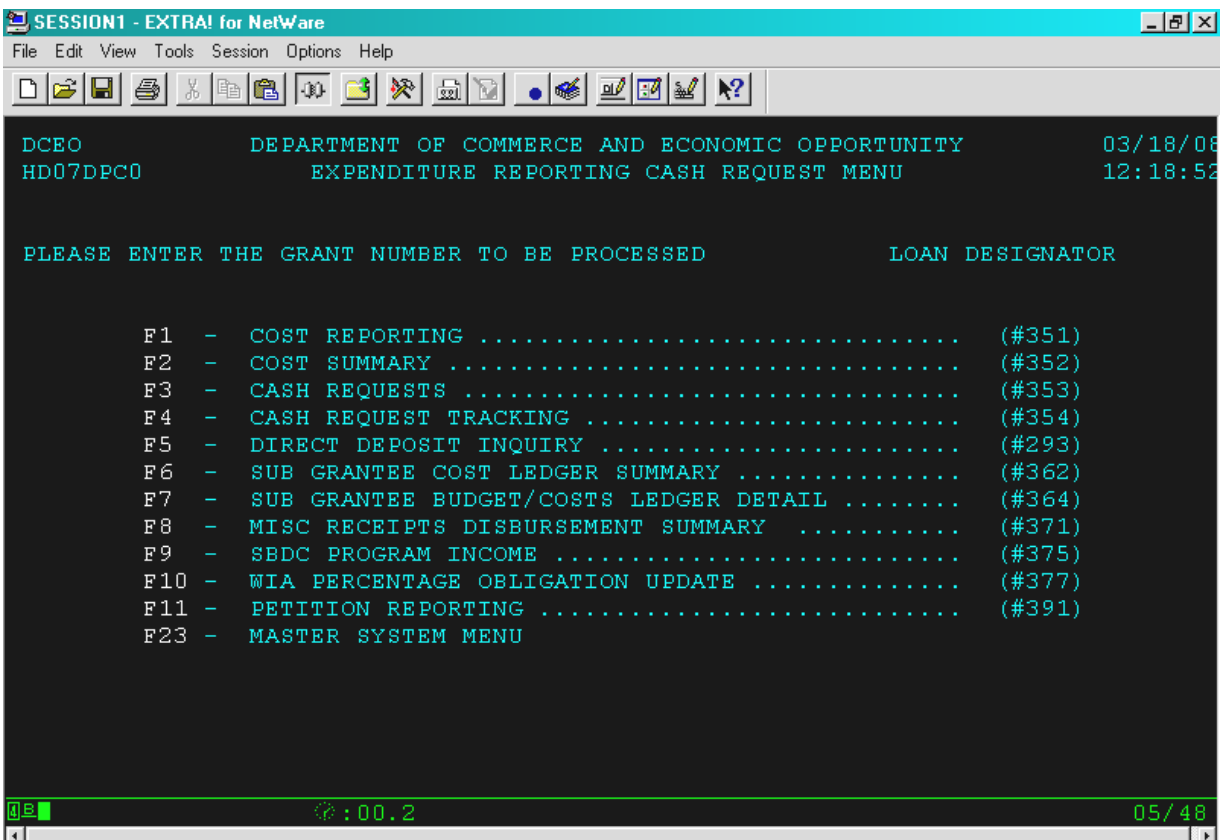 SESSION1 - EXTRA! for NetWare
File Edit View Tools Session Options Help
DCEO DEPARTMENT OF COMMERCE AND ECONOMIC OPPORTUNITY 03/18/08
HD07DPC0 EXPENDITURE REPORTING CASH REQUEST MENU 12:18:52
PLEASE ENTER THE GRANT NUMBER TO BE PROCESSED LOAN DESIGNATOR
F1 - COST REPORTING ................................ (#351)
F2 - COST SUMMARY .................................. (#352)
F3 - CASH REQUESTS ................................. (#353)
F4 - CASH REQUEST TRACKING ......................... (#354)
F5 - DIRECT DEPOSIT INQUIRY ........................ (#293)
F6 - SUB GRANTEE COST LEDGER SUMMARY ............... (#362)
F7 - SUB GRANTEE BUDGET/COSTS LEDGER DETAIL ........ (#364)
F8 - MISC RECEIPTS DISBURSEMENT SUMMARY ........... (#371)
F9 - SBDC PROGRAM INCOME ........................... (#375)
F10 - WIA PERCENTAGE OBLIGATION UPDATE .............. (#377)
F11 - PETITION REPORTING ............................ (#391)
F23 - MASTER SYSTEM MENU
4B :00.2 05/48